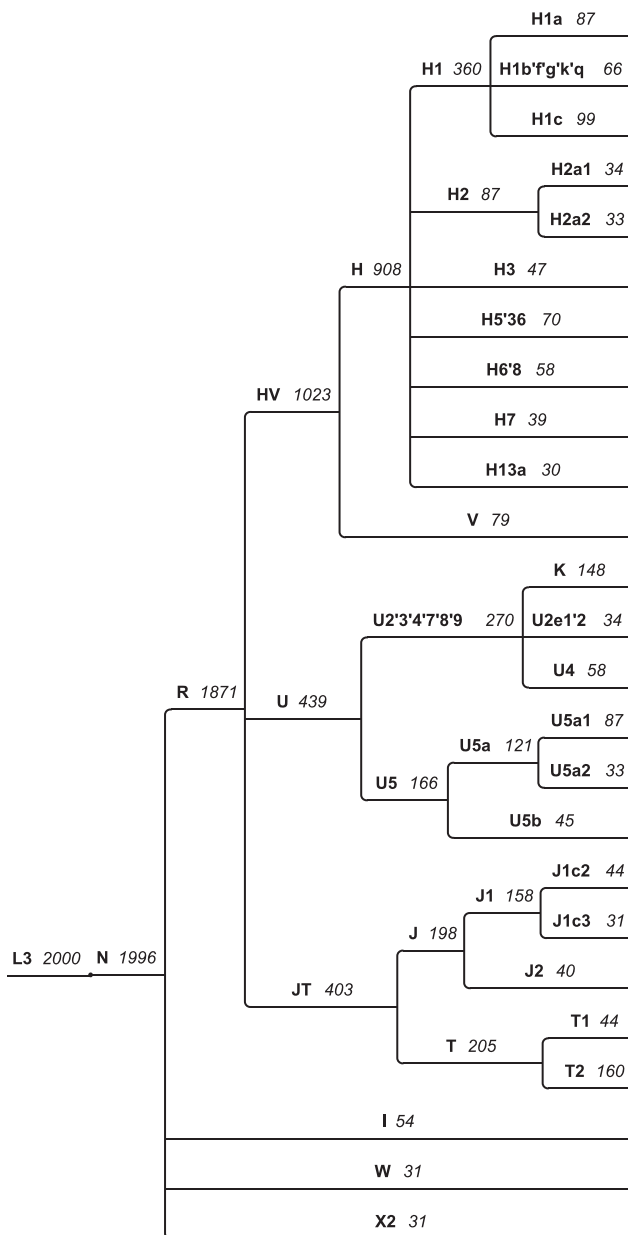 H1a 87
H1 360
H1b'f'g'k'q 66
H1c 99
H2a1 34
H2 87
H2a2 33
H 908
H3 47
H5'36 70
H6'8 58
HV 1023
H7 39
H13a 30
V 79
K 148
U2'3'4'7'8'9 270
U2e1'2 34
U4 58
R 1871
U 439
U5a1 87
U5a 121
U5a2 33
U5 166
U5b 45
J1c2 44
J1 158
J1c3 31
J 198
L3 2000
N 1996
J2 40
JT 403
T1 44
T 205
T2 160
I 54
W 31
X2 31